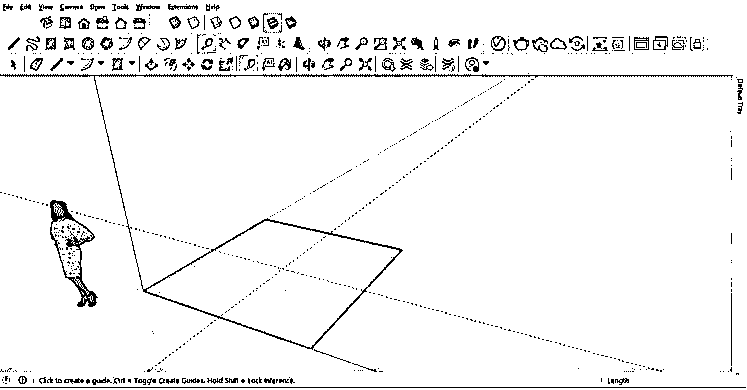 File Edit View Camera Draw Tools Window Extensions Help
Default Tray
Click to create a guide. Ctrl = Toggle Create Guides. Hold Shift = Lock Inference.
Length